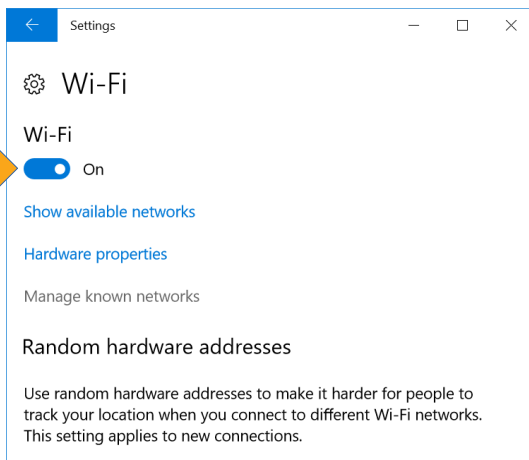 Settings
Wi-Fi
Wi-Fi
On
Show available networks
Hardware properties
Manage known networks
Random hardware addresses
Use random hardware addresses to make it harder for people to
track your location when you connect to different Wi-Fi networks.
This setting applies to new connections.